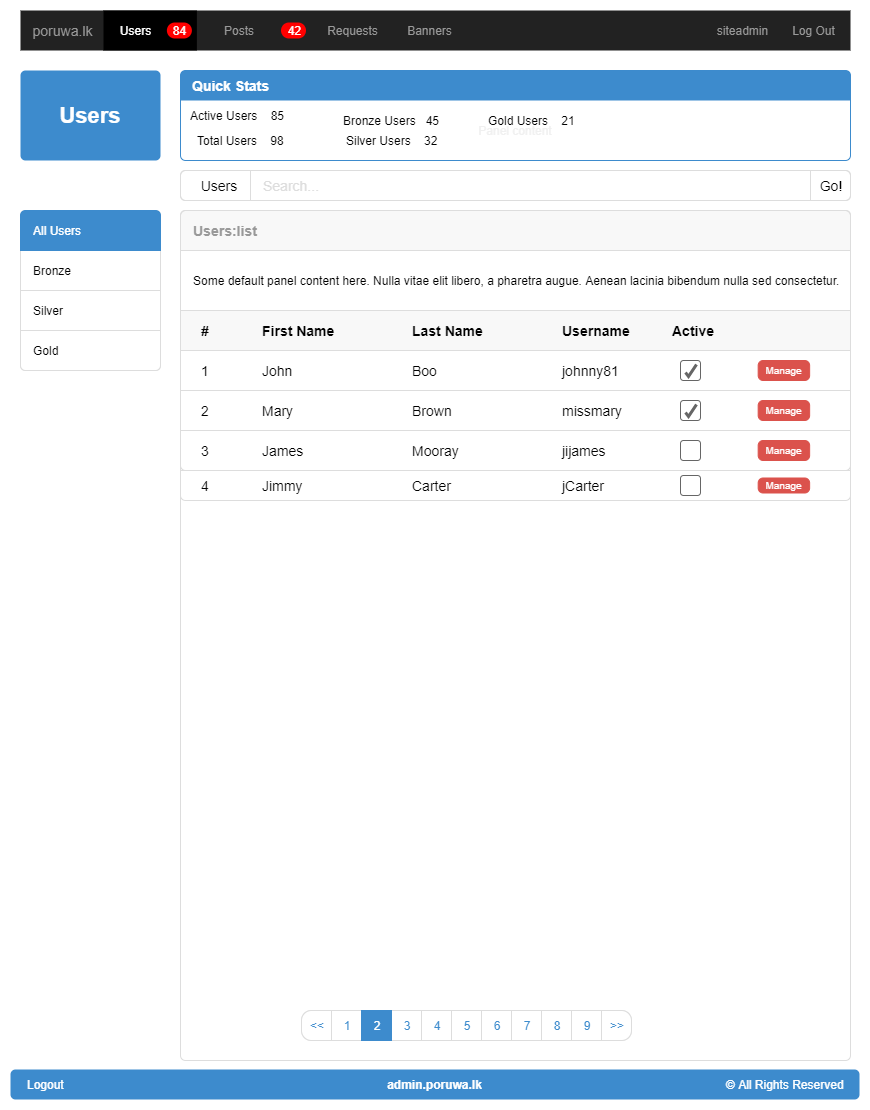 poruwa.lk Users 84 Posts 42 Requests Banners siteadmin Log Out
Users
Quick Stats
Active Users 85 Bronze Users 45 Gold Users 21
Panel content
Total Users 98 Silver Users 32
Users Search... Go!
All Users
Bronze
Silver
Gold
Users:list
Some default panel content here. Nulla vitae elit libero, a pharetra augue. Aenean lacinia bibendum nulla sed consectetur.
# First Name Last Name Username Active
1 John Boo johnny81 Manage
2 Mary Brown missmary Manage
3 James Mooray jijames Manage
4 Jimmy Carter jCarter Manage
<< 1 2 3 4 5 6 7 8 9 >>
Logout admin.poruwa.lk © All Rights Reserved